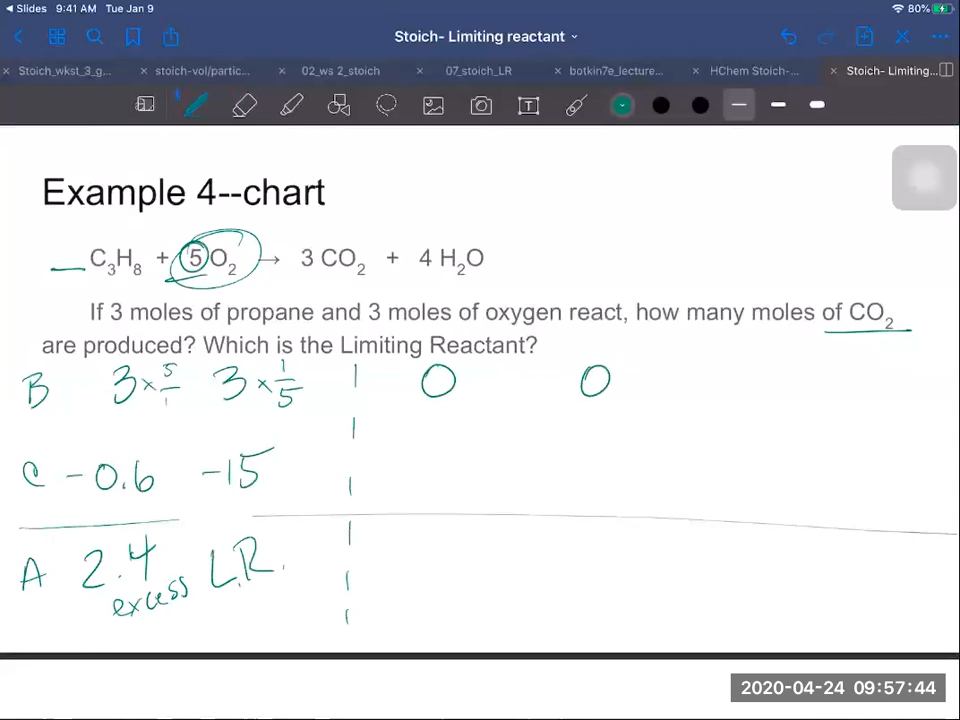 Slides 9:41 AM Tue Jan 9 80%
Stoich- Limiting reactant
Stoich_wkst_3_g... stoich-vol/partic... 02_ws 2_stoich 07_stoich_LR botkin7e_lecture... HChem Stoich-... Stoich- Limiting...
Example 4--chart
__ C₃H₈ + 5 O₂ → 3 CO₂ + 4 H₂O
If 3 moles of propane and 3 moles of oxygen react, how many moles of CO₂
are produced? Which is the Limiting Reactant?
B 3 × 5/1 3 × 1/5 0 0
C -0.6 -15
A 2.4 L.R.
excess
2020-04-24 09:57:44